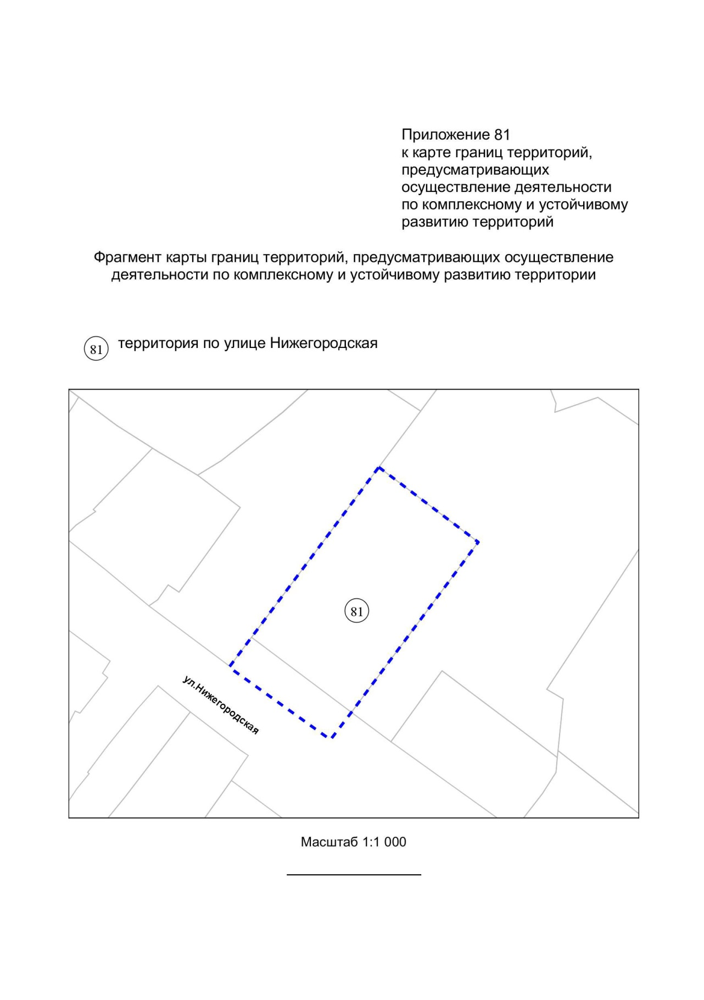 Приложение 81
к карте границ территорий,
предусматривающих
осуществление деятельности
по комплексному и устойчивому
развитию территорий
Фрагмент карты границ территорий, предусматривающих осуществление
деятельности по комплексному и устойчивому развитию территории
81 территория по улице Нижегородская
81
ул.Нижегородская
Масштаб 1:1 000